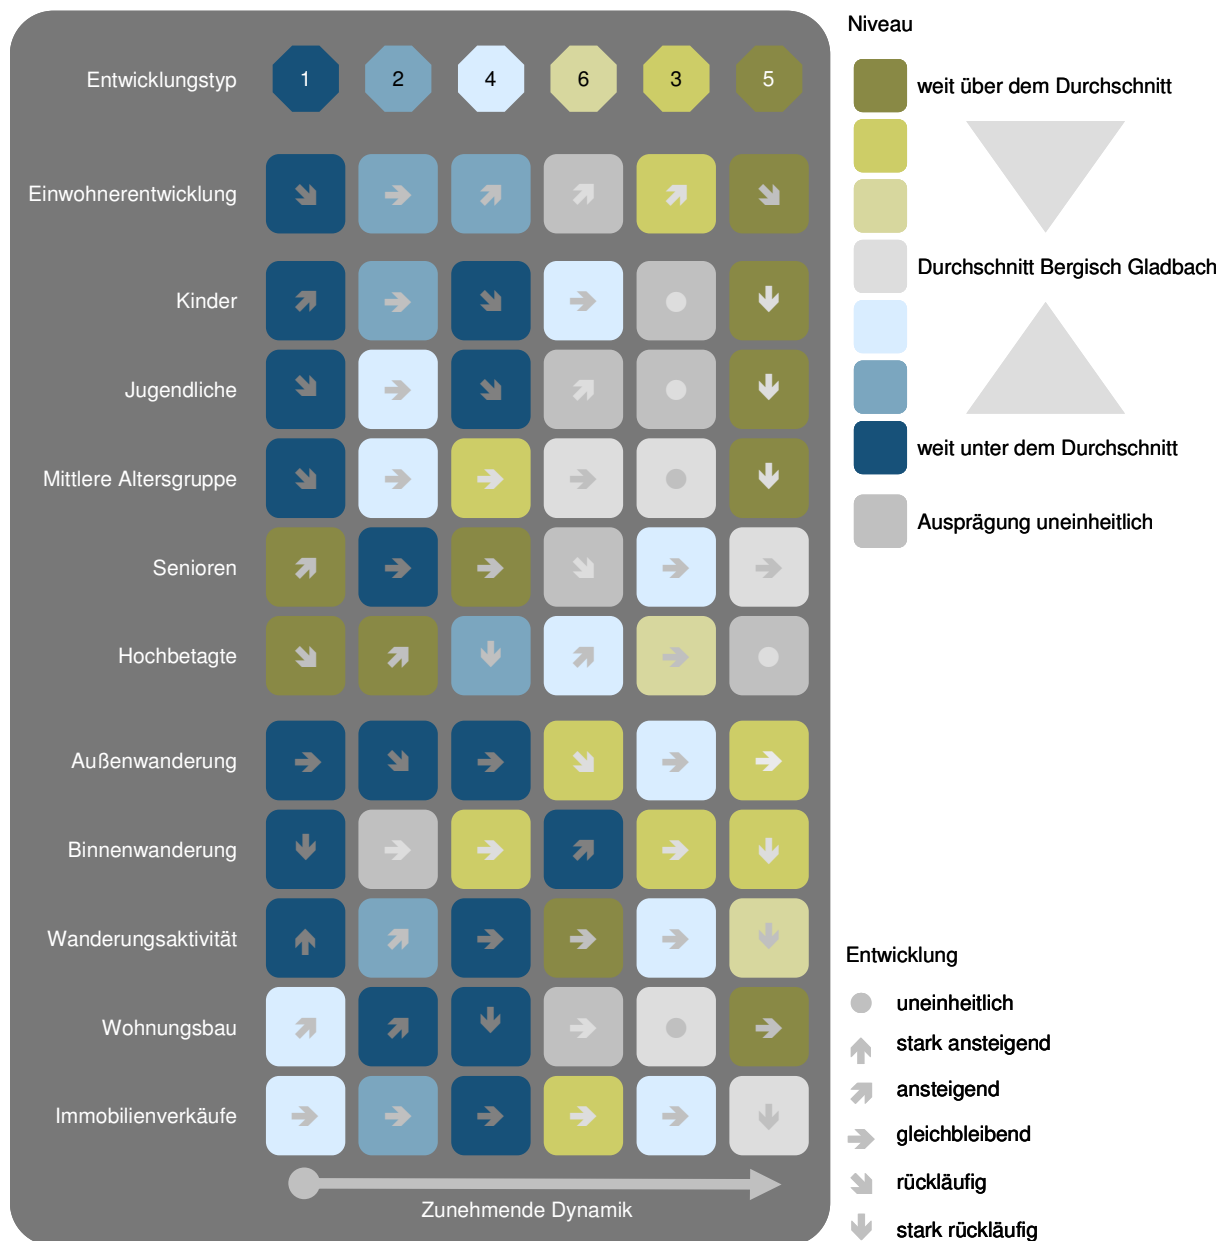 Entwicklungstyp 1 2 4 6 3 5
Einwohnerentwicklung
Kinder
Jugendliche
Mittlere Altersgruppe
Senioren
Hochbetagte
Außenwanderung
Binnenwanderung
Wanderungsaktivität
Wohnungsbau
Immobilienverkäufe
Zunehmende Dynamik
Niveau
weit über dem Durchschnitt
Durchschnitt Bergisch Gladbach
weit unter dem Durchschnitt
Ausprägung uneinheitlich
Entwicklung
uneinheitlich
stark ansteigend
ansteigend
gleichbleibend
rückläufig
stark rückläufig